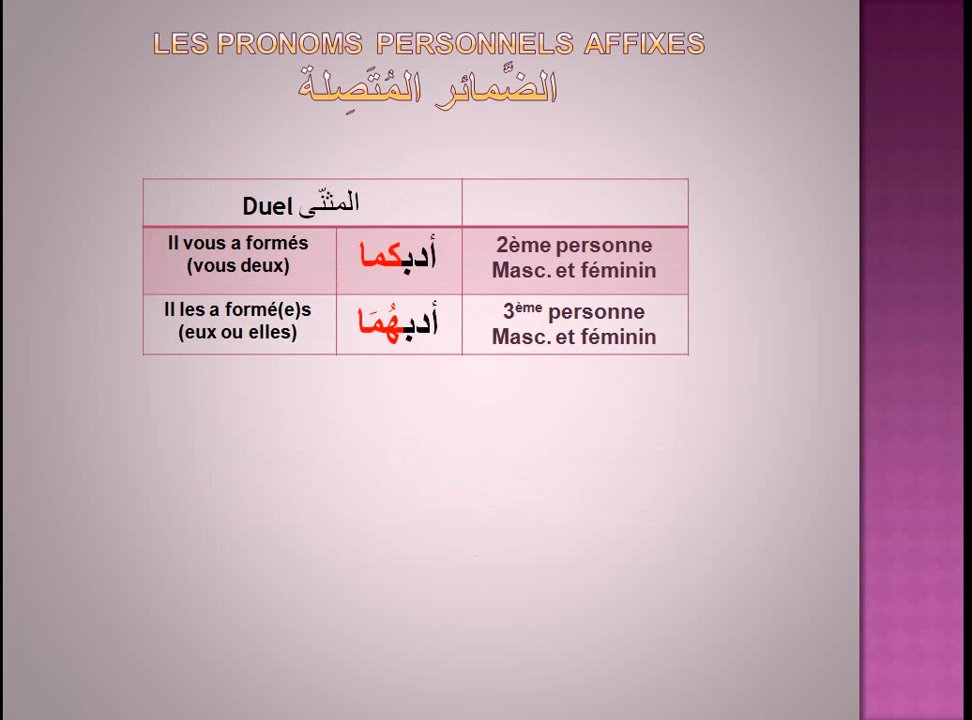 LES PRONOMS PERSONNELS AFFIXES
الضَّمائر المُتَّصِلة
Duel المثنّى
Il vous a formés
(vous deux)
أدبكما
2ème personne
Masc. et féminin
Il les a formé(e)s
(eux ou elles)
أدبهُمَا
3ème personne
Masc. et féminin